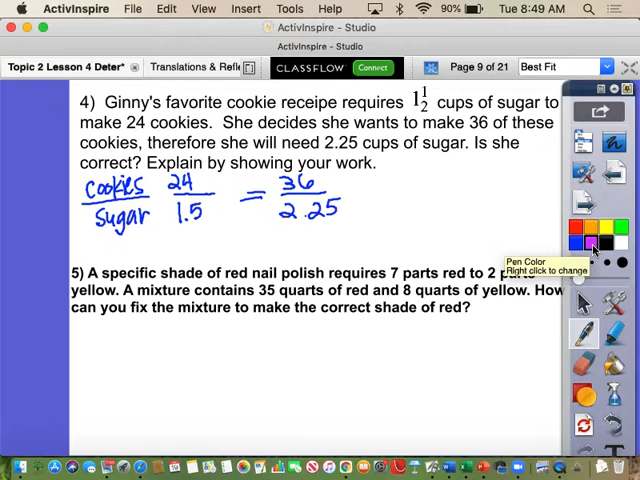 ActivInspire File Edit View Insert Tools Help 90% Tue 8:49 AM
ActivInspire - Studio
ActivInspire - Studio
Topic 2 Lesson 4 Deter* Translations & Refle CLASSFLOW Connect Page 9 of 21 Best Fit
4) Ginny's favorite cookie receipe requires 1 1/2 cups of sugar to
make 24 cookies. She decides she wants to make 36 of these
cookies, therefore she will need 2.25 cups of sugar. Is she
correct? Explain by showing your work.
cookies 24 = 36
sugar 1.5 2.25
Pen Color
Right click to change
5) A specific shade of red nail polish requires 7 parts red to 2 parts
yellow. A mixture contains 35 quarts of red and 8 quarts of yellow. How
can you fix the mixture to make the correct shade of red?